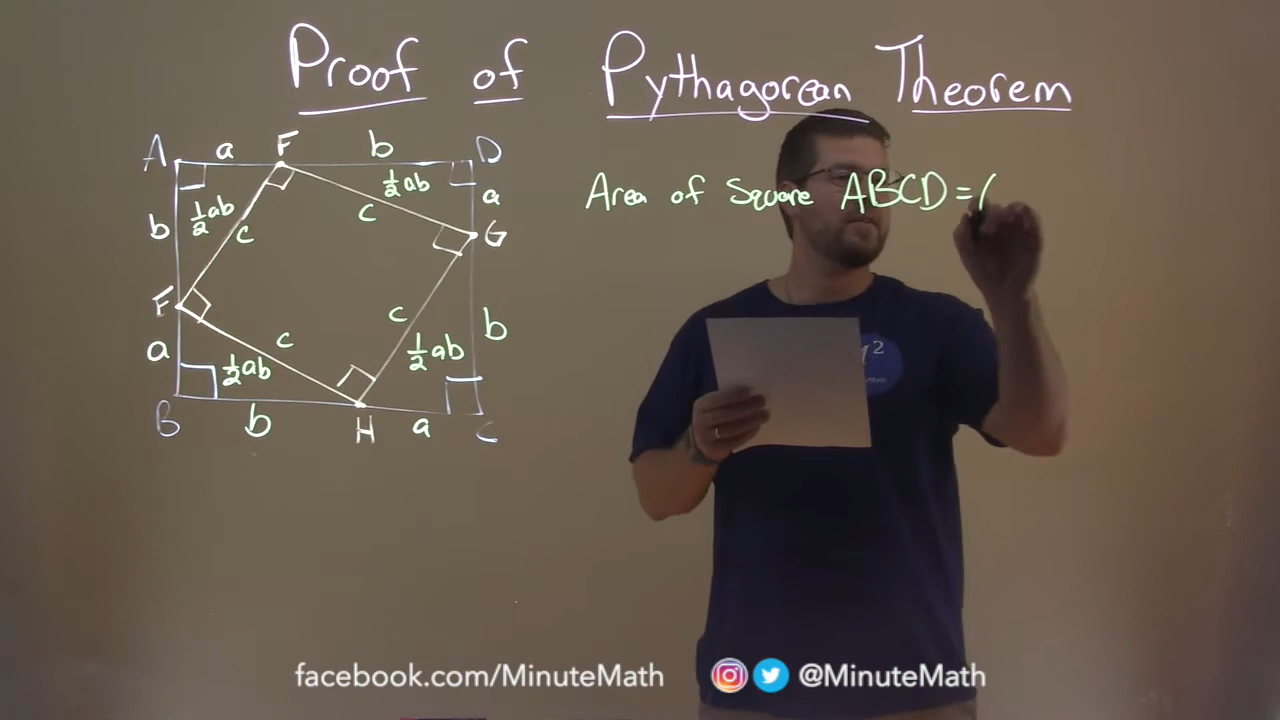 Proof of Pythagorean Theorem
A a F b D
½ab ½ab a
b c c G
Area of Square ABCD = (
F c c b
a ½ab ½ab
B b H a C
facebook.com/MinuteMath @MinuteMath